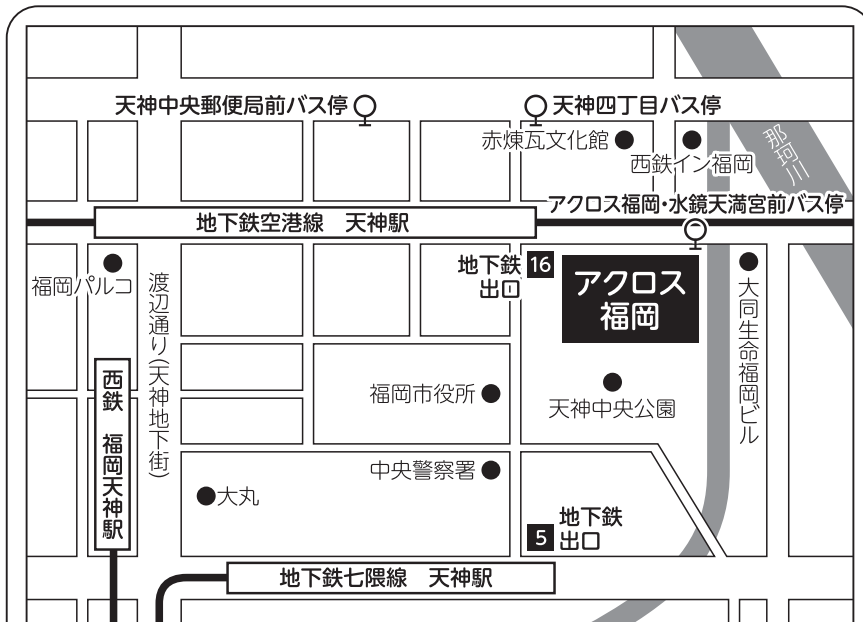 天神中央郵便局前バス停
天神四丁目バス停
赤煉瓦文化館
西鉄イン福岡
那珂川
アクロス福岡・水鏡天満宮前バス停
地下鉄空港線 天神駅
福岡パルコ
渡辺通り(天神地下街)
地下鉄
出口
16
アクロス
福岡
大同生命福岡ビル
西鉄 福岡天神駅
福岡市役所
天神中央公園
中央警察署
大丸
5
地下鉄
出口
地下鉄七隈線 天神駅